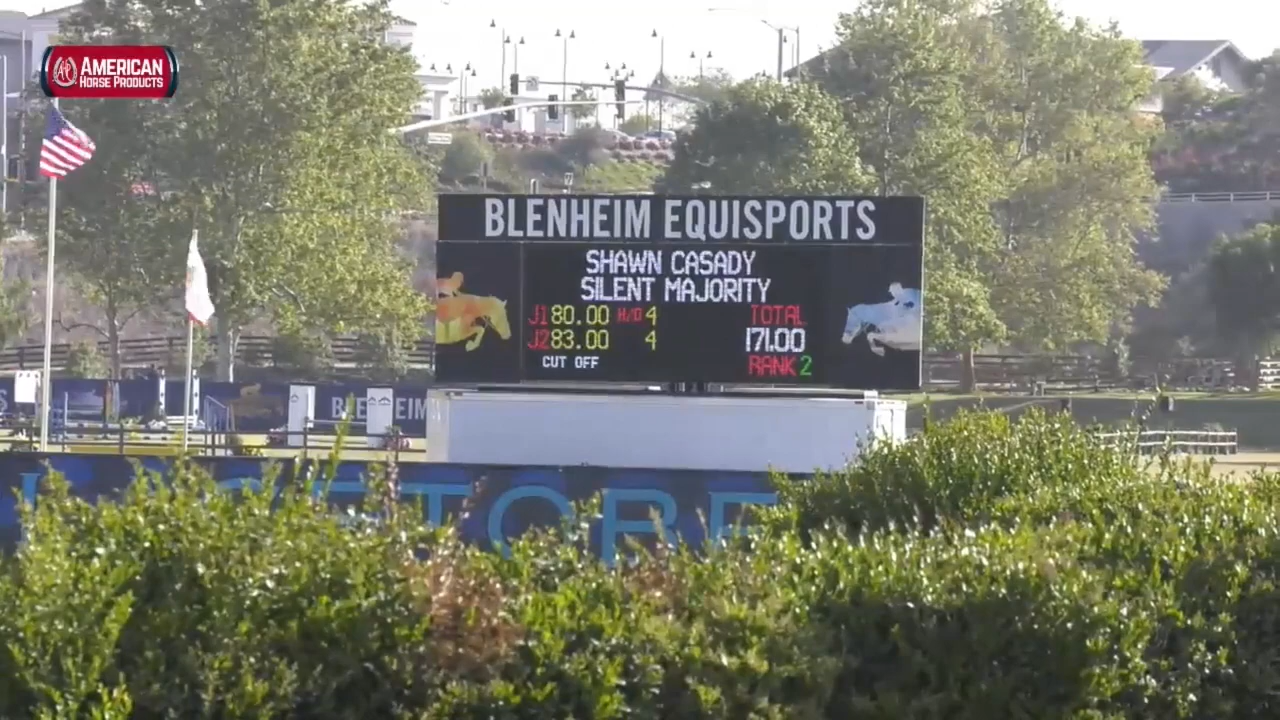 AMERICAN
HORSE PRODUCTS
BLENHEIM EQUISPORTS
SHAWN CASADY
SILENT MAJORITY
J1 80.00 H/O 4 TOTAL
J2 83.00 4 171.00
CUT OFF RANK 2
BLENHEIM